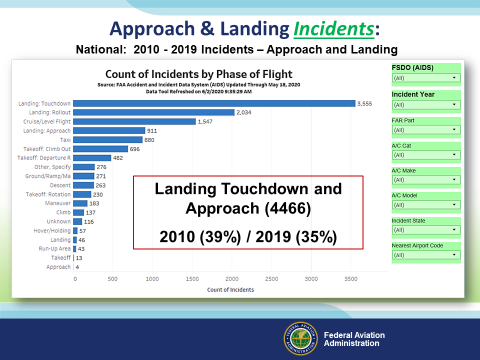 Approach & Landing Incidents:
National: 2010 - 2019 Incidents – Approach and Landing
Count of Incidents by Phase of Flight
Source: FAA Accident and Incident Data System (AIDS) Updated Through May 18, 2020
Data Tool Refreshed on 6/2/2020 9:35:29 AM
Landing: Touchdown 3,555
Landing: Rollout 2,034
Cruise/Level Flight 1,547
Landing: Approach 911
Taxi 880
Takeoff: Climb Out 696
Takeoff: Departure R 482
Other, Specify 276
Ground/Ramp/Ma 271
Descent 263
Takeoff: Rotation 230
Maneuver 183
Climb 137
Unknown 116
Hover/Holding 57
Landing 46
Run-Up Area 43
Takeoff 13
Approach 4
0 500 1000 1500 2000 2500 3000 3500
Count of Incidents
Landing Touchdown and
Approach (4466)
2010 (39%) / 2019 (35%)
FSDO (AIDS)
(All)
Incident Year
(All)
FAR Part
(All)
A/C Cat
(All)
A/C Make
(All)
A/C Model
(All)
Incident State
(All)
Nearest Airport Code
(All)
Federal Aviation
Administration